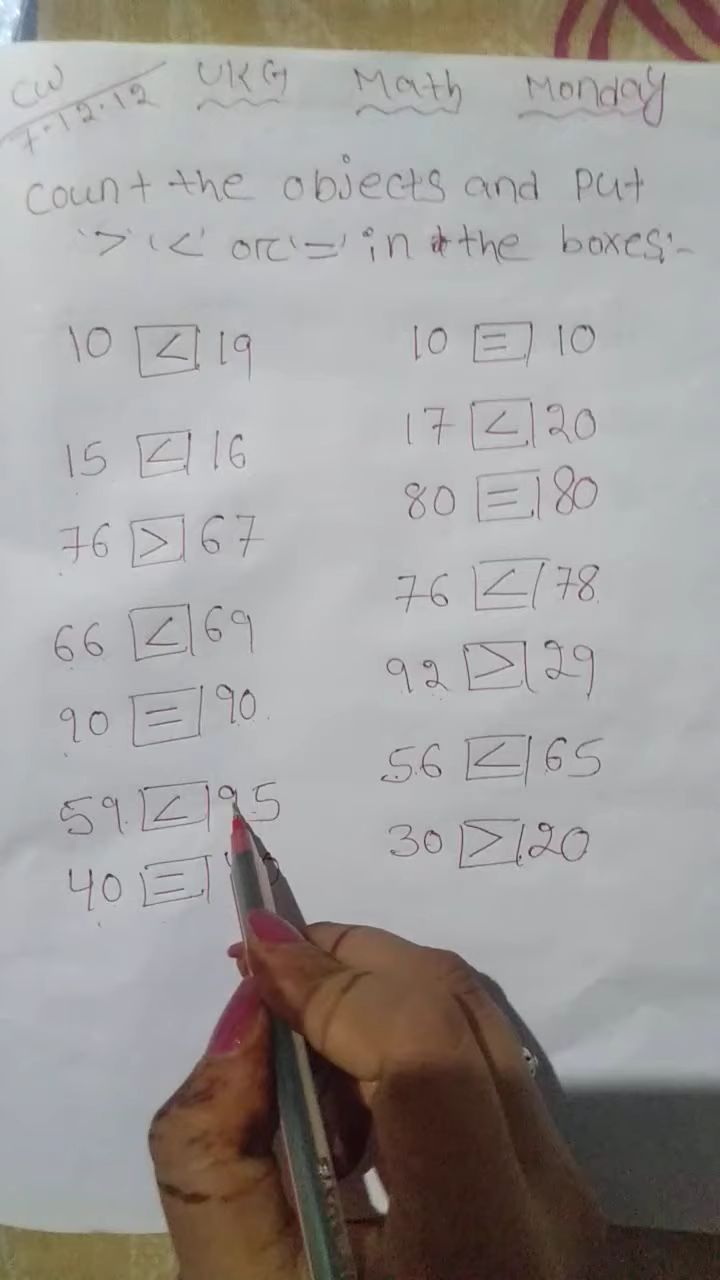 CW UKG Math Monday
7.12.12
Count the objects and put
'>' '<' or '=' in the boxes:-
10 < 19
15 < 16
76 > 67
66 < 69
90 = 90
59 < 95
40 =
10 = 10
17 < 20
80 = 80
76 < 78
92 > 29
56 < 65
30 > 20